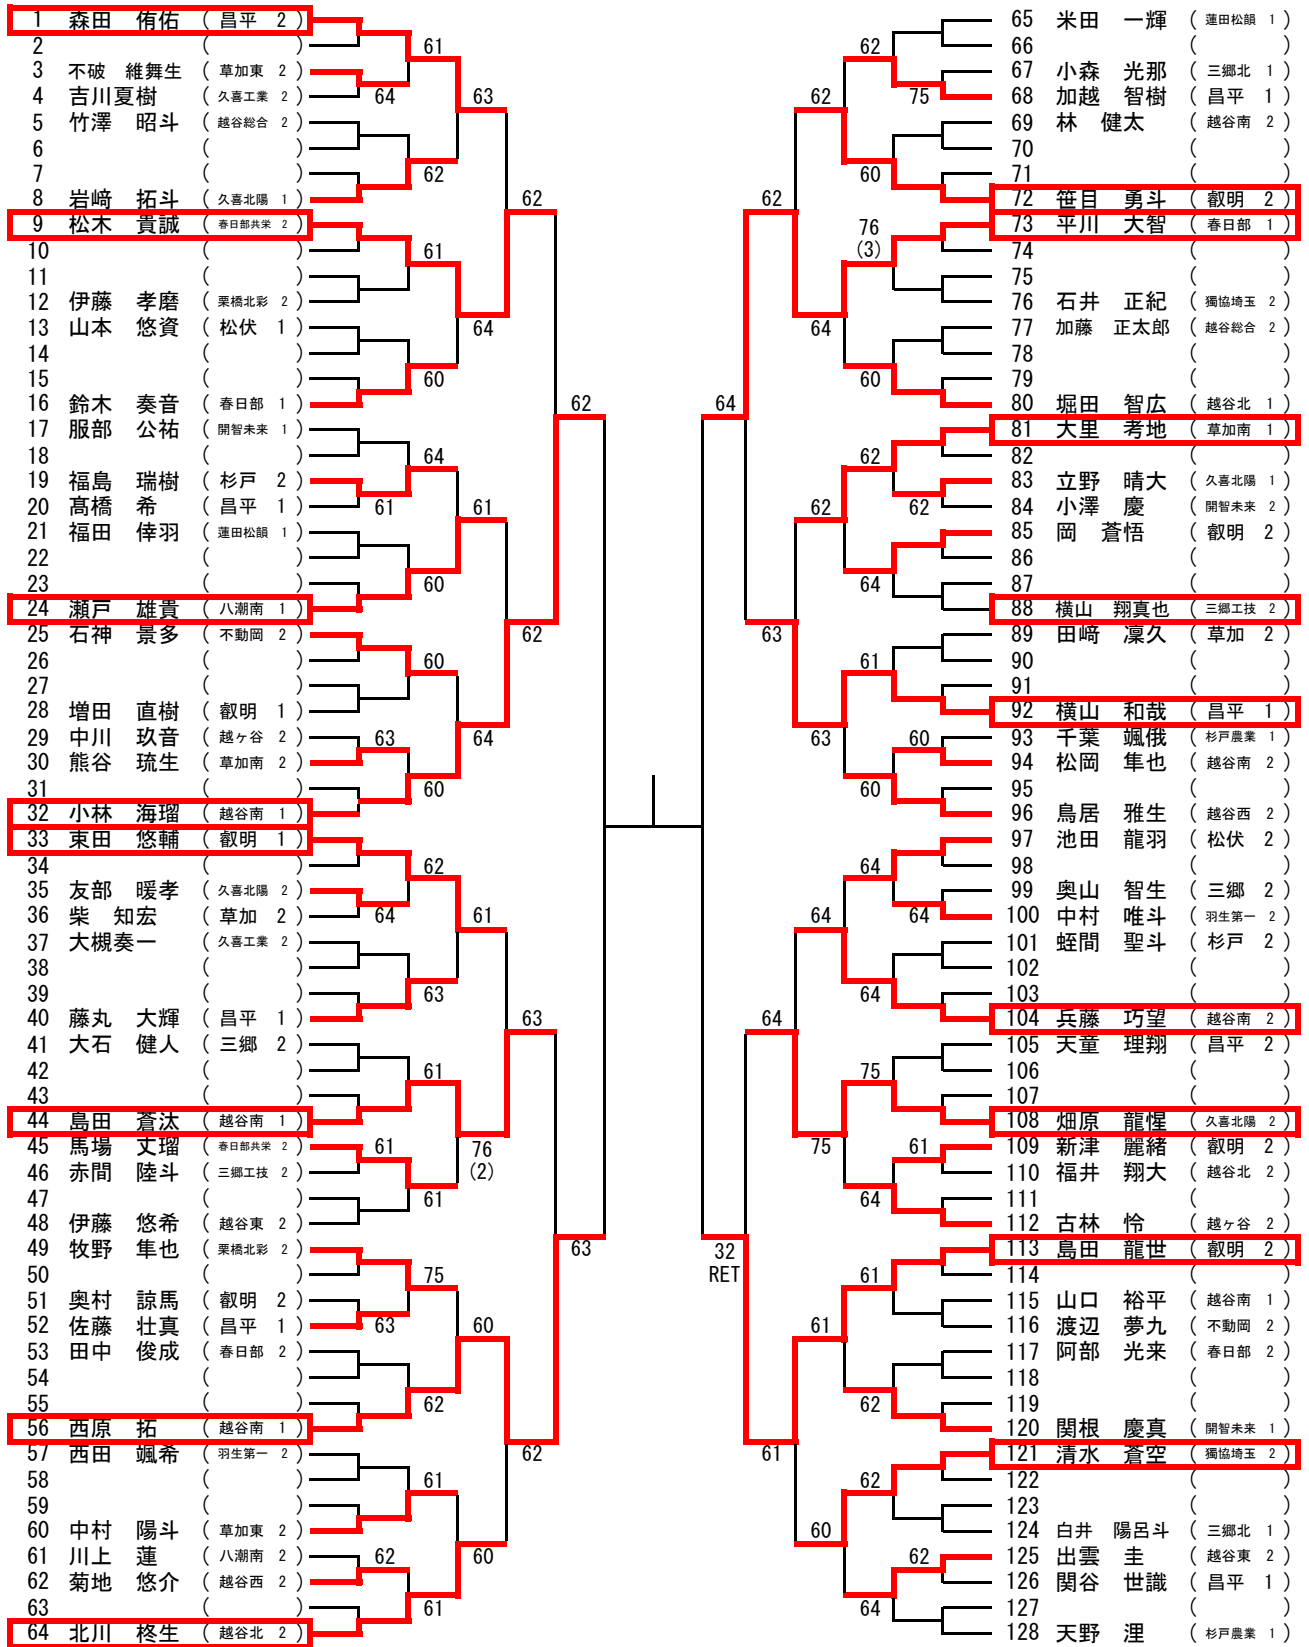 1 森田 侑佑 ( 昌平 2 )
2 ( )
3 不破 維舞生 ( 草加東 2 )
4 吉川夏樹 ( 久喜工業 2 )
5 竹澤 昭斗 ( 越谷総合 2 )
6 ( )
7 ( )
8 岩﨑 拓斗 ( 久喜北陽 1 )
9 松木 貴誠 ( 春日部共栄 2 )
10 ( )
11 ( )
12 伊藤 孝磨 ( 栗橋北彩 2 )
13 山本 悠資 ( 松伏 1 )
14 ( )
15 ( )
16 鈴木 奏音 ( 春日部 1 )
17 服部 公祐 ( 開智未来 1 )
18 ( )
19 福島 瑞樹 ( 杉戸 2 )
20 髙橋 希 ( 昌平 1 )
21 福田 倖羽 ( 蓮田松韻 1 )
22 ( )
23 ( )
24 瀬戸 雄貴 ( 八潮南 1 )
25 石神 景多 ( 不動岡 2 )
26 ( )
27 ( )
28 増田 直樹 ( 叡明 1 )
29 中川 玖音 ( 越ヶ谷 2 )
30 熊谷 琉生 ( 草加南 2 )
31 ( )
32 小林 海瑠 ( 越谷南 1 )
33 束田 悠輔 ( 叡明 1 )
34 ( )
35 友部 暖孝 ( 久喜北陽 2 )
36 柴 知宏 ( 草加 2 )
37 大槻奏一 ( 久喜工業 2 )
38 ( )
39 ( )
40 藤丸 大輝 ( 昌平 1 )
41 大石 健人 ( 三郷 2 )
42 ( )
43 ( )
44 島田 蒼汰 ( 越谷南 1 )
45 馬場 丈瑠 ( 春日部共栄 2 )
46 赤間 陸斗 ( 三郷工技 2 )
47 ( )
48 伊藤 悠希 ( 越谷東 2 )
49 牧野 隼也 ( 栗橋北彩 2 )
50 ( )
51 奥村 諒馬 ( 叡明 2 )
52 佐藤 壮真 ( 昌平 1 )
53 田中 俊成 ( 春日部 2 )
54 ( )
55 ( )
56 西原 拓 ( 越谷南 1 )
57 西田 颯希 ( 羽生第一 2 )
58 ( )
59 ( )
60 中村 陽斗 ( 草加東 2 )
61 川上 蓮 ( 八潮南 2 )
62 菊地 悠介 ( 越谷西 2 )
63 ( )
64 北川 柊生 ( 越谷北 2 )
64
61
63
64
61
62
61
60
64
60
60
63
60
62
64
63
61
61
61
75
62
61
62
61
63
64
61
64
61
76
(2)
60
60
62
62
63
62
62
63
64
32
RET
62
63
64
61
62
64
62
63
64
75
61
60
62
60
76
(3)
60
62
64
61
60
64
64
75
64
61
62
62
64
75
62
60
64
61
62
65 米田 一輝 ( 蓮田松韻 1 )
66 ( )
67 小森 光那 ( 三郷北 1 )
68 加越 智樹 ( 昌平 1 )
69 林 健太 ( 越谷南 2 )
70 ( )
71 ( )
72 笹目 勇斗 ( 叡明 2 )
73 平川 大智 ( 春日部 1 )
74 ( )
75 ( )
76 石井 正紀 ( 獨協埼玉 2 )
77 加藤 正太郎 ( 越谷総合 2 )
78 ( )
79 ( )
80 堀田 智広 ( 越谷北 1 )
81 大里 考地 ( 草加南 1 )
82 ( )
83 立野 晴大 ( 久喜北陽 1 )
84 小澤 慶 ( 開智未来 2 )
85 岡 蒼悟 ( 叡明 2 )
86 ( )
87 ( )
88 横山 翔真也 ( 三郷工技 2 )
89 田﨑 凜久 ( 草加 2 )
90 ( )
91 ( )
92 横山 和哉 ( 昌平 1 )
93 千葉 颯俄 ( 杉戸農業 1 )
94 松岡 隼也 ( 越谷南 2 )
95 ( )
96 鳥居 雅生 ( 越谷西 2 )
97 池田 龍羽 ( 松伏 2 )
98 ( )
99 奥山 智生 ( 三郷 2 )
100 中村 唯斗 ( 羽生第一 2 )
101 蛭間 聖斗 ( 杉戸 2 )
102 ( )
103 ( )
104 兵藤 巧望 ( 越谷南 2 )
105 天童 理翔 ( 昌平 2 )
106 ( )
107 ( )
108 畑原 龍惺 ( 久喜北陽 2 )
109 新津 麗緒 ( 叡明 2 )
110 福井 翔大 ( 越谷北 2 )
111 ( )
112 古林 怜 ( 越ヶ谷 2 )
113 島田 龍世 ( 叡明 2 )
114 ( )
115 山口 裕平 ( 越谷南 1 )
116 渡辺 夢九 ( 不動岡 2 )
117 阿部 光来 ( 春日部 2 )
118 ( )
119 ( )
120 関根 慶真 ( 開智未来 1 )
121 清水 蒼空 ( 獨協埼玉 2 )
122 ( )
123 ( )
124 白井 陽呂斗 ( 三郷北 1 )
125 出雲 圭 ( 越谷東 2 )
126 関谷 世識 ( 昌平 1 )
127 ( )
128 天野 浬 ( 杉戸農業 1 )